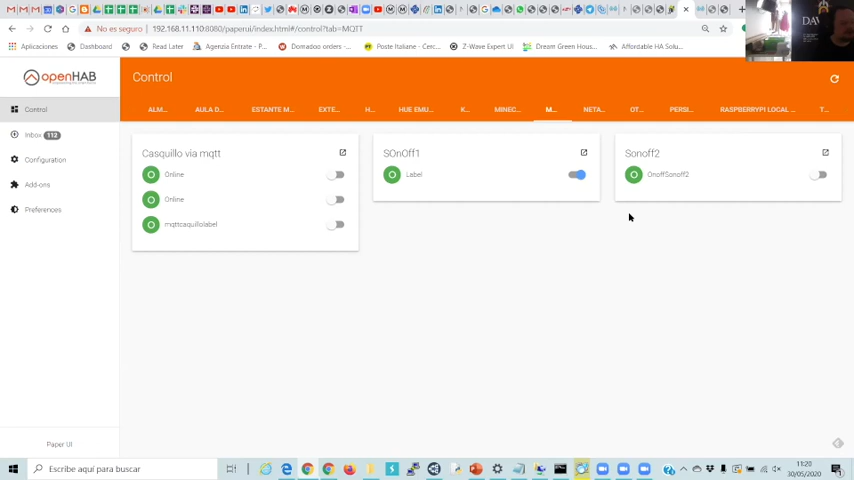 No es seguro | 192.168.11.110:8080/paperui/index.html#/control?tab=MQTT
Aplicaciones
Dashboard
Read Later
Agenzia Entrate - P...
Domadoo orders -...
Poste Italiane - Cerc...
Z-Wave Expert UI
Dream Green Hous...
Affordable HA Solu...
DAV
openHAB
Control
ALM...
AULA D...
ESTANTE M...
EXTE...
H...
HUE EMU...
K...
MINEC...
M...
NETA...
OT...
PERSI...
RASPBERRYPI LOCAL ...
T...
Control
Inbox 112
Configuration
Add-ons
Preferences
Casquillo vía mqtt
O Online
O Online
O mqttcaquillolabel
SOnOff1
O Label
Sonoff2
O OnoffSonoff2
Paper UI
Escribe aquí para buscar
11:20
30/05/2020